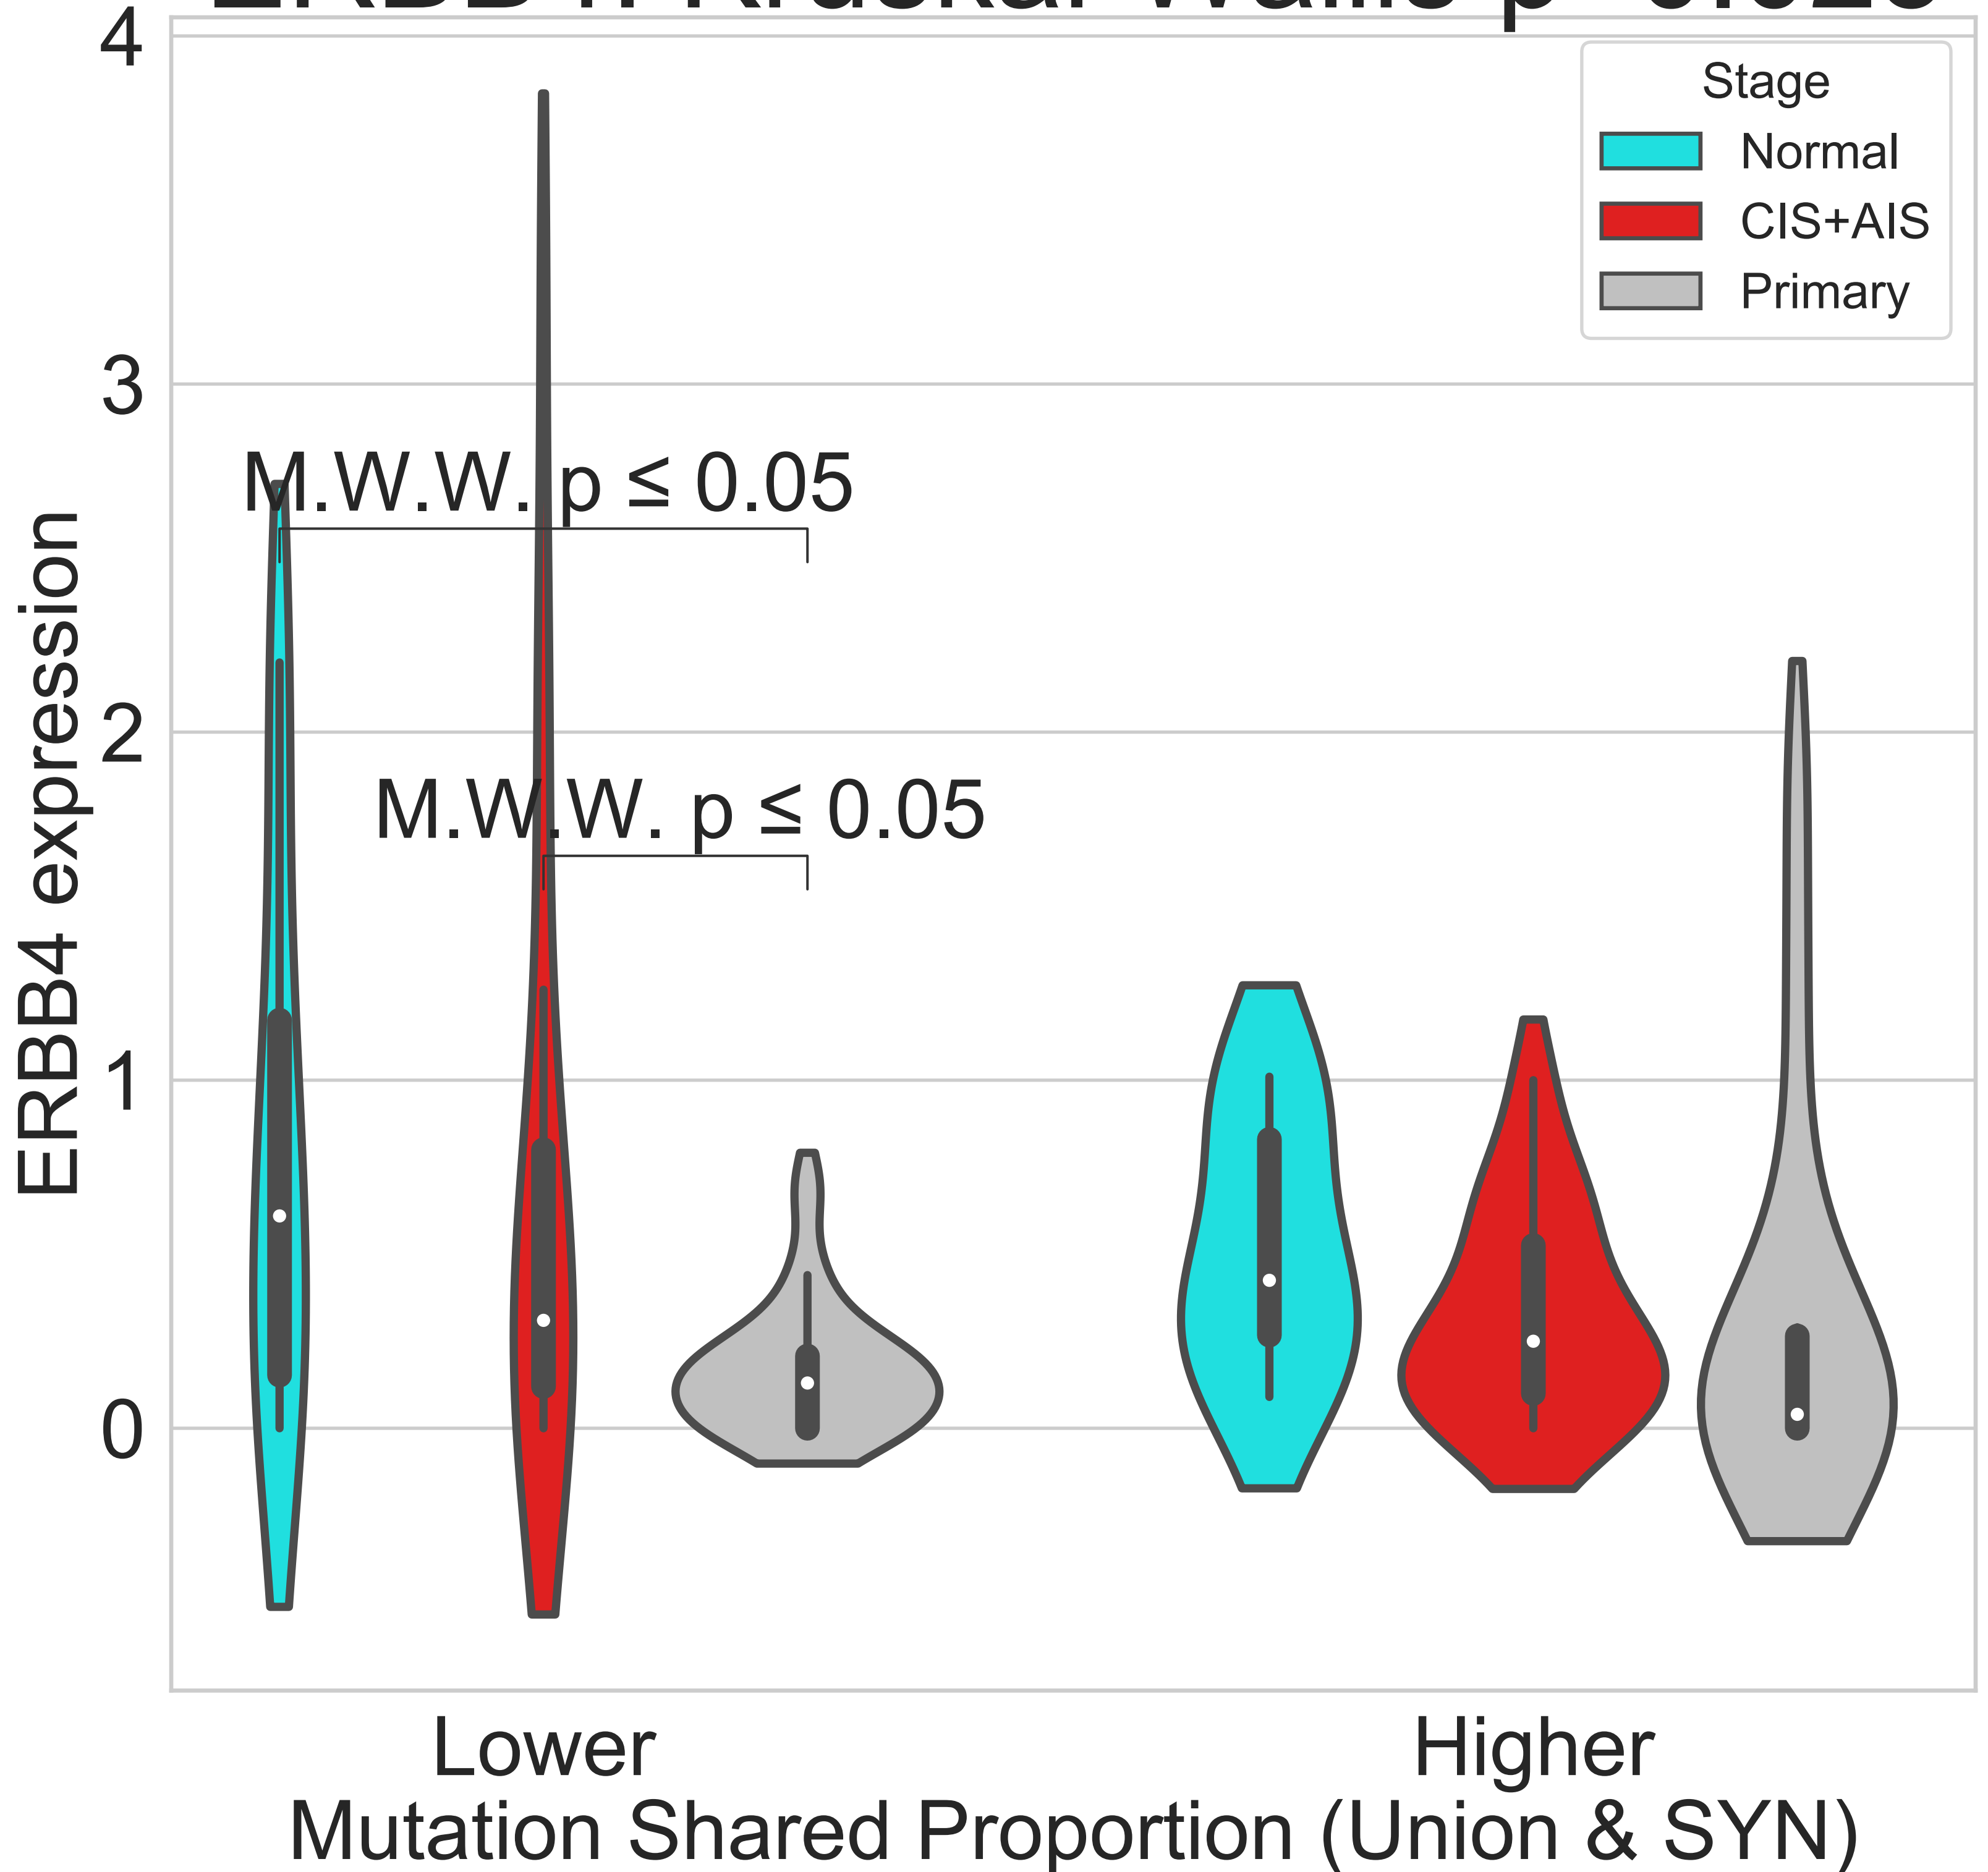 4
Stage
Normal
CIS+AIS
Primary
3
M.W.W. p ≤ 0.05
2
M.W.W. p ≤ 0.05
1
0
ERBB4 expression
Lower
Higher
Mutation Shared Proportion (Union & SYN)